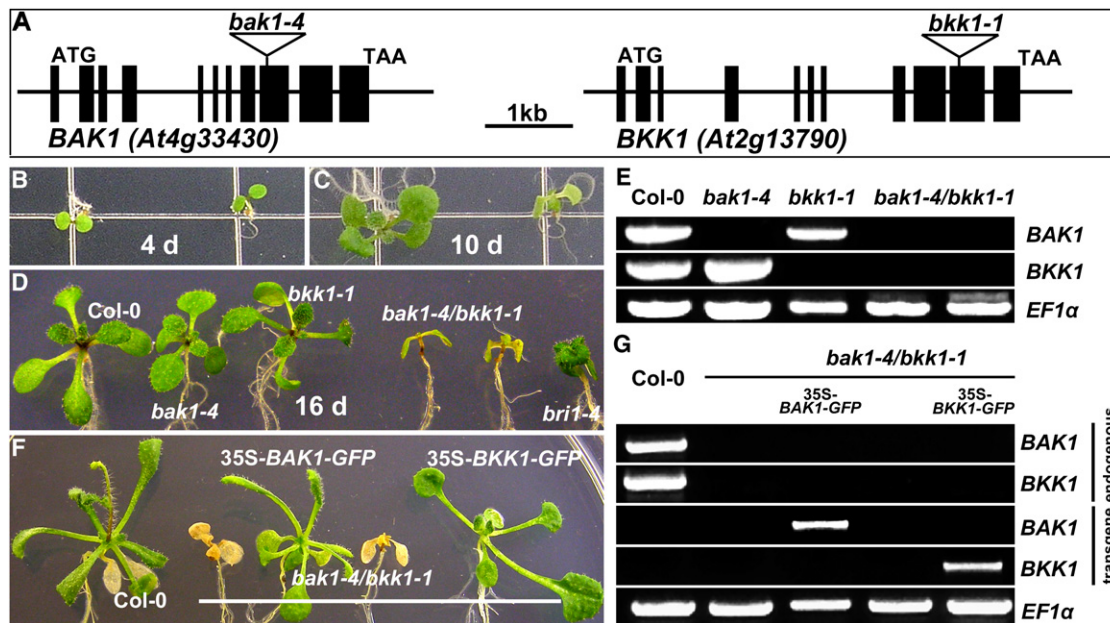 A
bak1-4
bkk1-1
ATG
TAA
ATG
TAA
1kb
BAK1 (At4g33430)
BKK1 (At2g13790)
B
4 d
C
10 d
D
Col-0
bkk1-1
bak1-4/bkk1-1
bak1-4
16 d
bri1-4
E
Col-0 bak1-4 bkk1-1 bak1-4/bkk1-1
BAK1
BKK1
EF1α
F
35S-BAK1-GFP
35S-BKK1-GFP
bak1-4/bkk1-1
Col-0
G
bak1-4/bkk1-1
Col-0
35S-
BAK1-GFP
35S-
BKK1-GFP
BAK1
BKK1
BAK1
BKK1
EF1α
endogenous
transgene